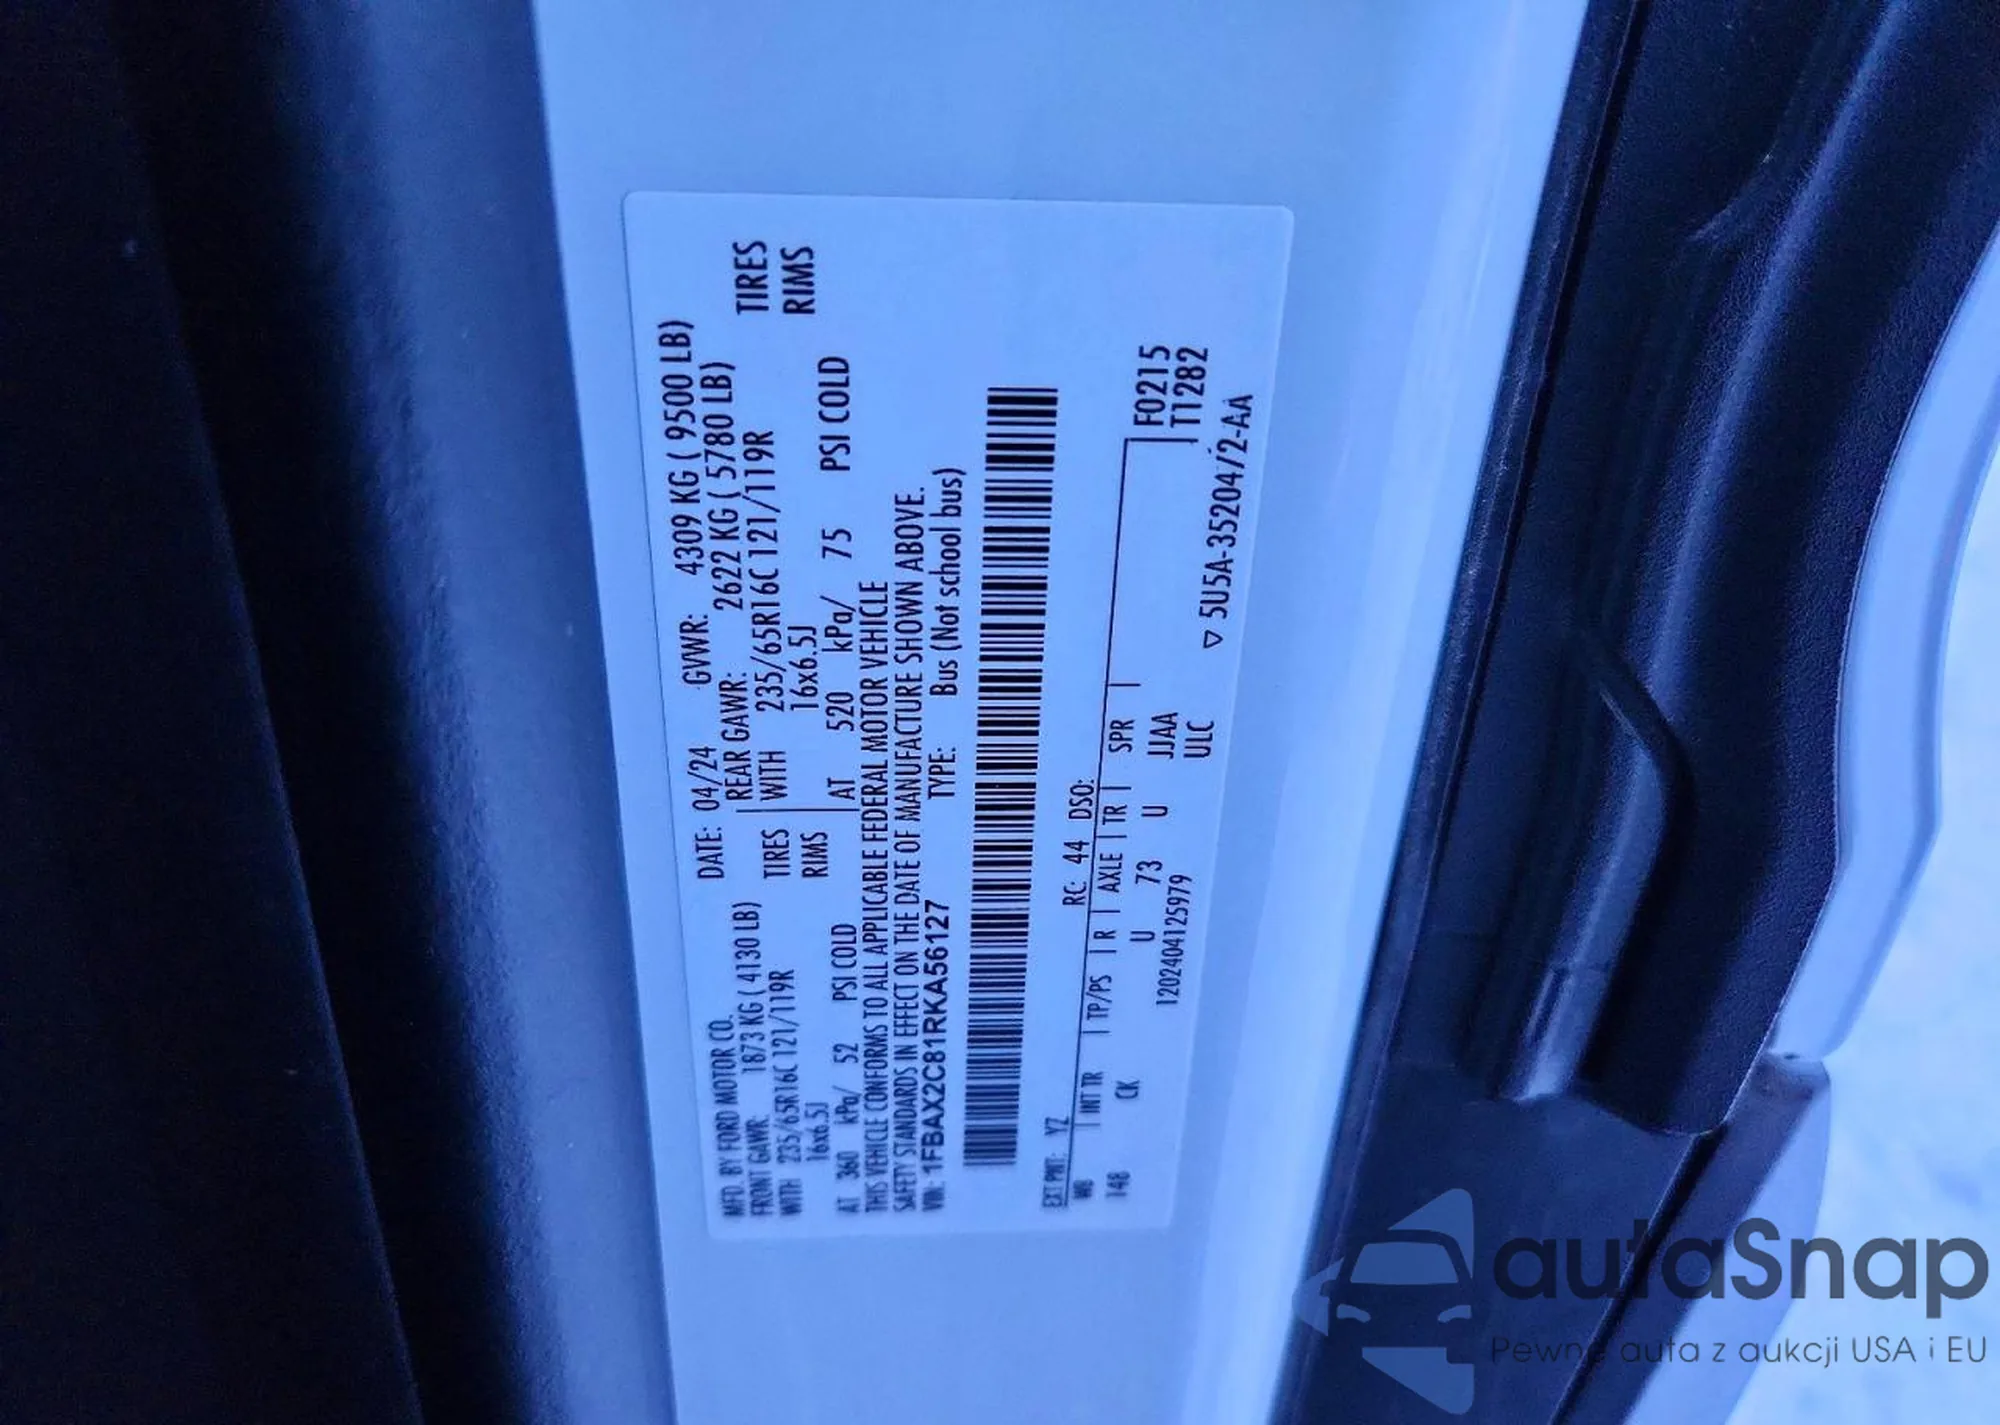 MFD. BY FORD MOTOR CO.
DATE: 04/24 GVWR: 4309 KG ( 9500 LB)
FRONT GAWR: 1873 KG ( 4130 LB)
REAR GAWR: 2622 KG ( 5780 LB)
WITH 235/65R16C 121/119R TIRES
WITH 235/65R16C 121/119R TIRES
16x6.5J RIMS
16x6.5J RIMS
AT 360 kPa/ 52 PSI COLD
AT 520 kPa/ 75 PSI COLD
THIS VEHICLE CONFORMS TO ALL APPLICABLE FEDERAL MOTOR VEHICLE
SAFETY STANDARDS IN EFFECT ON THE DATE OF MANUFACTURE SHOWN ABOVE.
VIN: 1FBAX2C81RKA56127 TYPE: Bus (Not school bus)
EXT PNT: YZ RC: 44 DSO:
WB | INT TR | TP/PS | R | AXLE | TR | SPR | F0215
148 CK U 73 U JJAA T1282
120240412597​9 ULC
▽ 5U5A-3520472-AA
autaSnap
Pewne auta z aukcji USA i EU